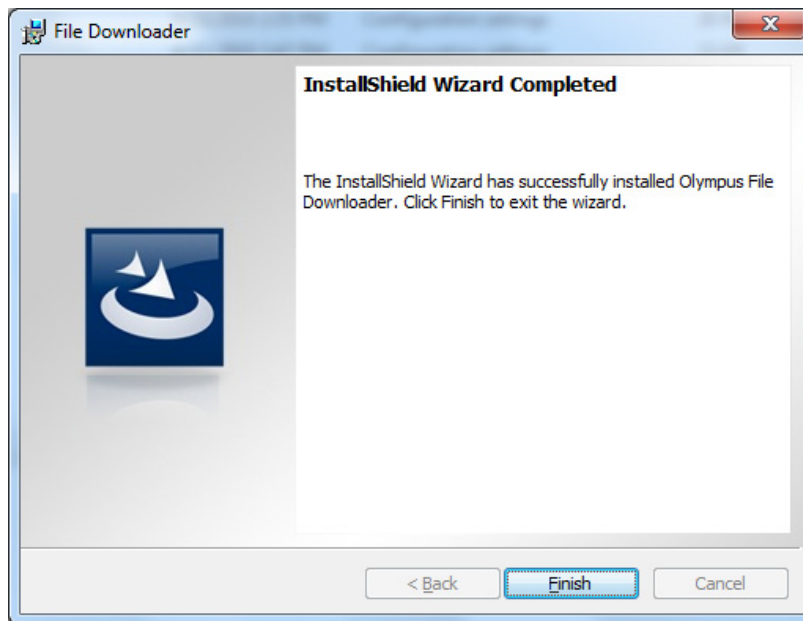 File Downloader
InstallShield Wizard Completed
The InstallShield Wizard has successfully installed Olympus File
Downloader. Click Finish to exit the wizard.
< Back
Finish
Cancel